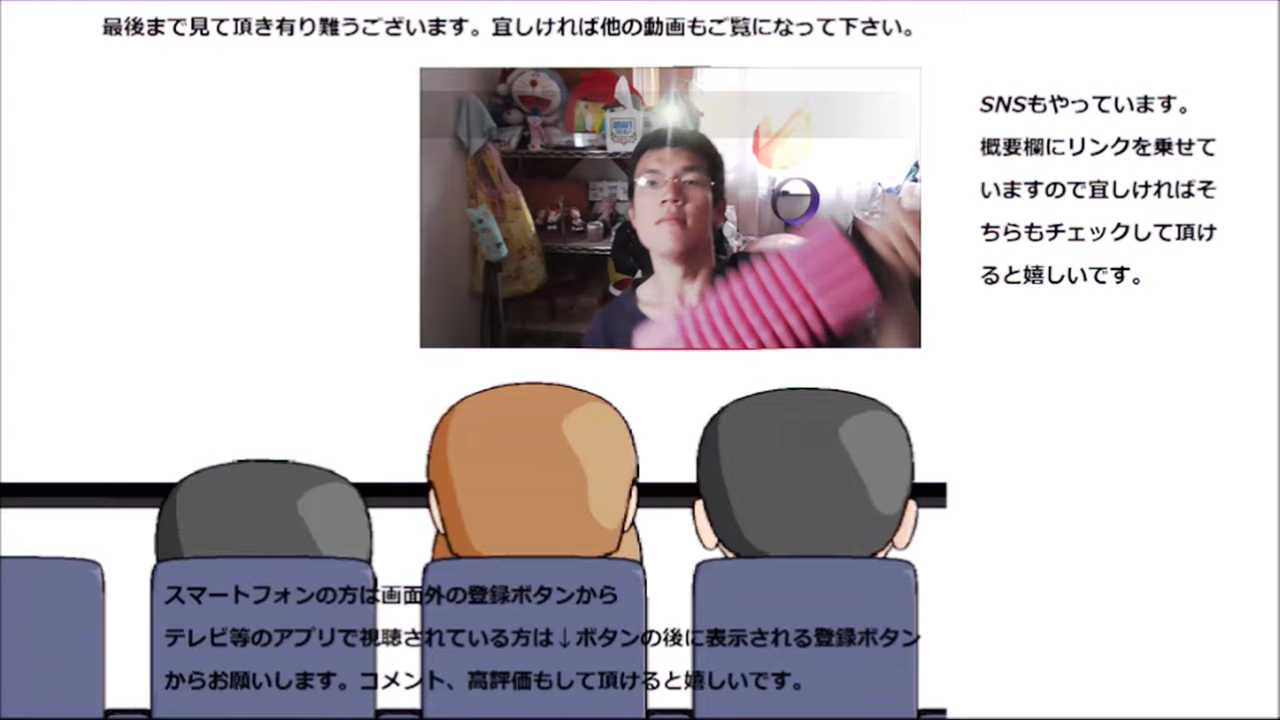 最後まで見て頂き有り難うございます。宜しければ他の動画もご覧になって下さい。
SNSもやっています。
概要欄にリンクを乗せて
いますので宜しければそ
ちらもチェックして頂け
ると嬉しいです。
スマートフォンの方は画面外の登録ボタンから
テレビ等のアプリで視聴されている方は↓ボタンの後に表示される登録ボタン
からお願いします。コメント、高評価もして頂けると嬉しいです。